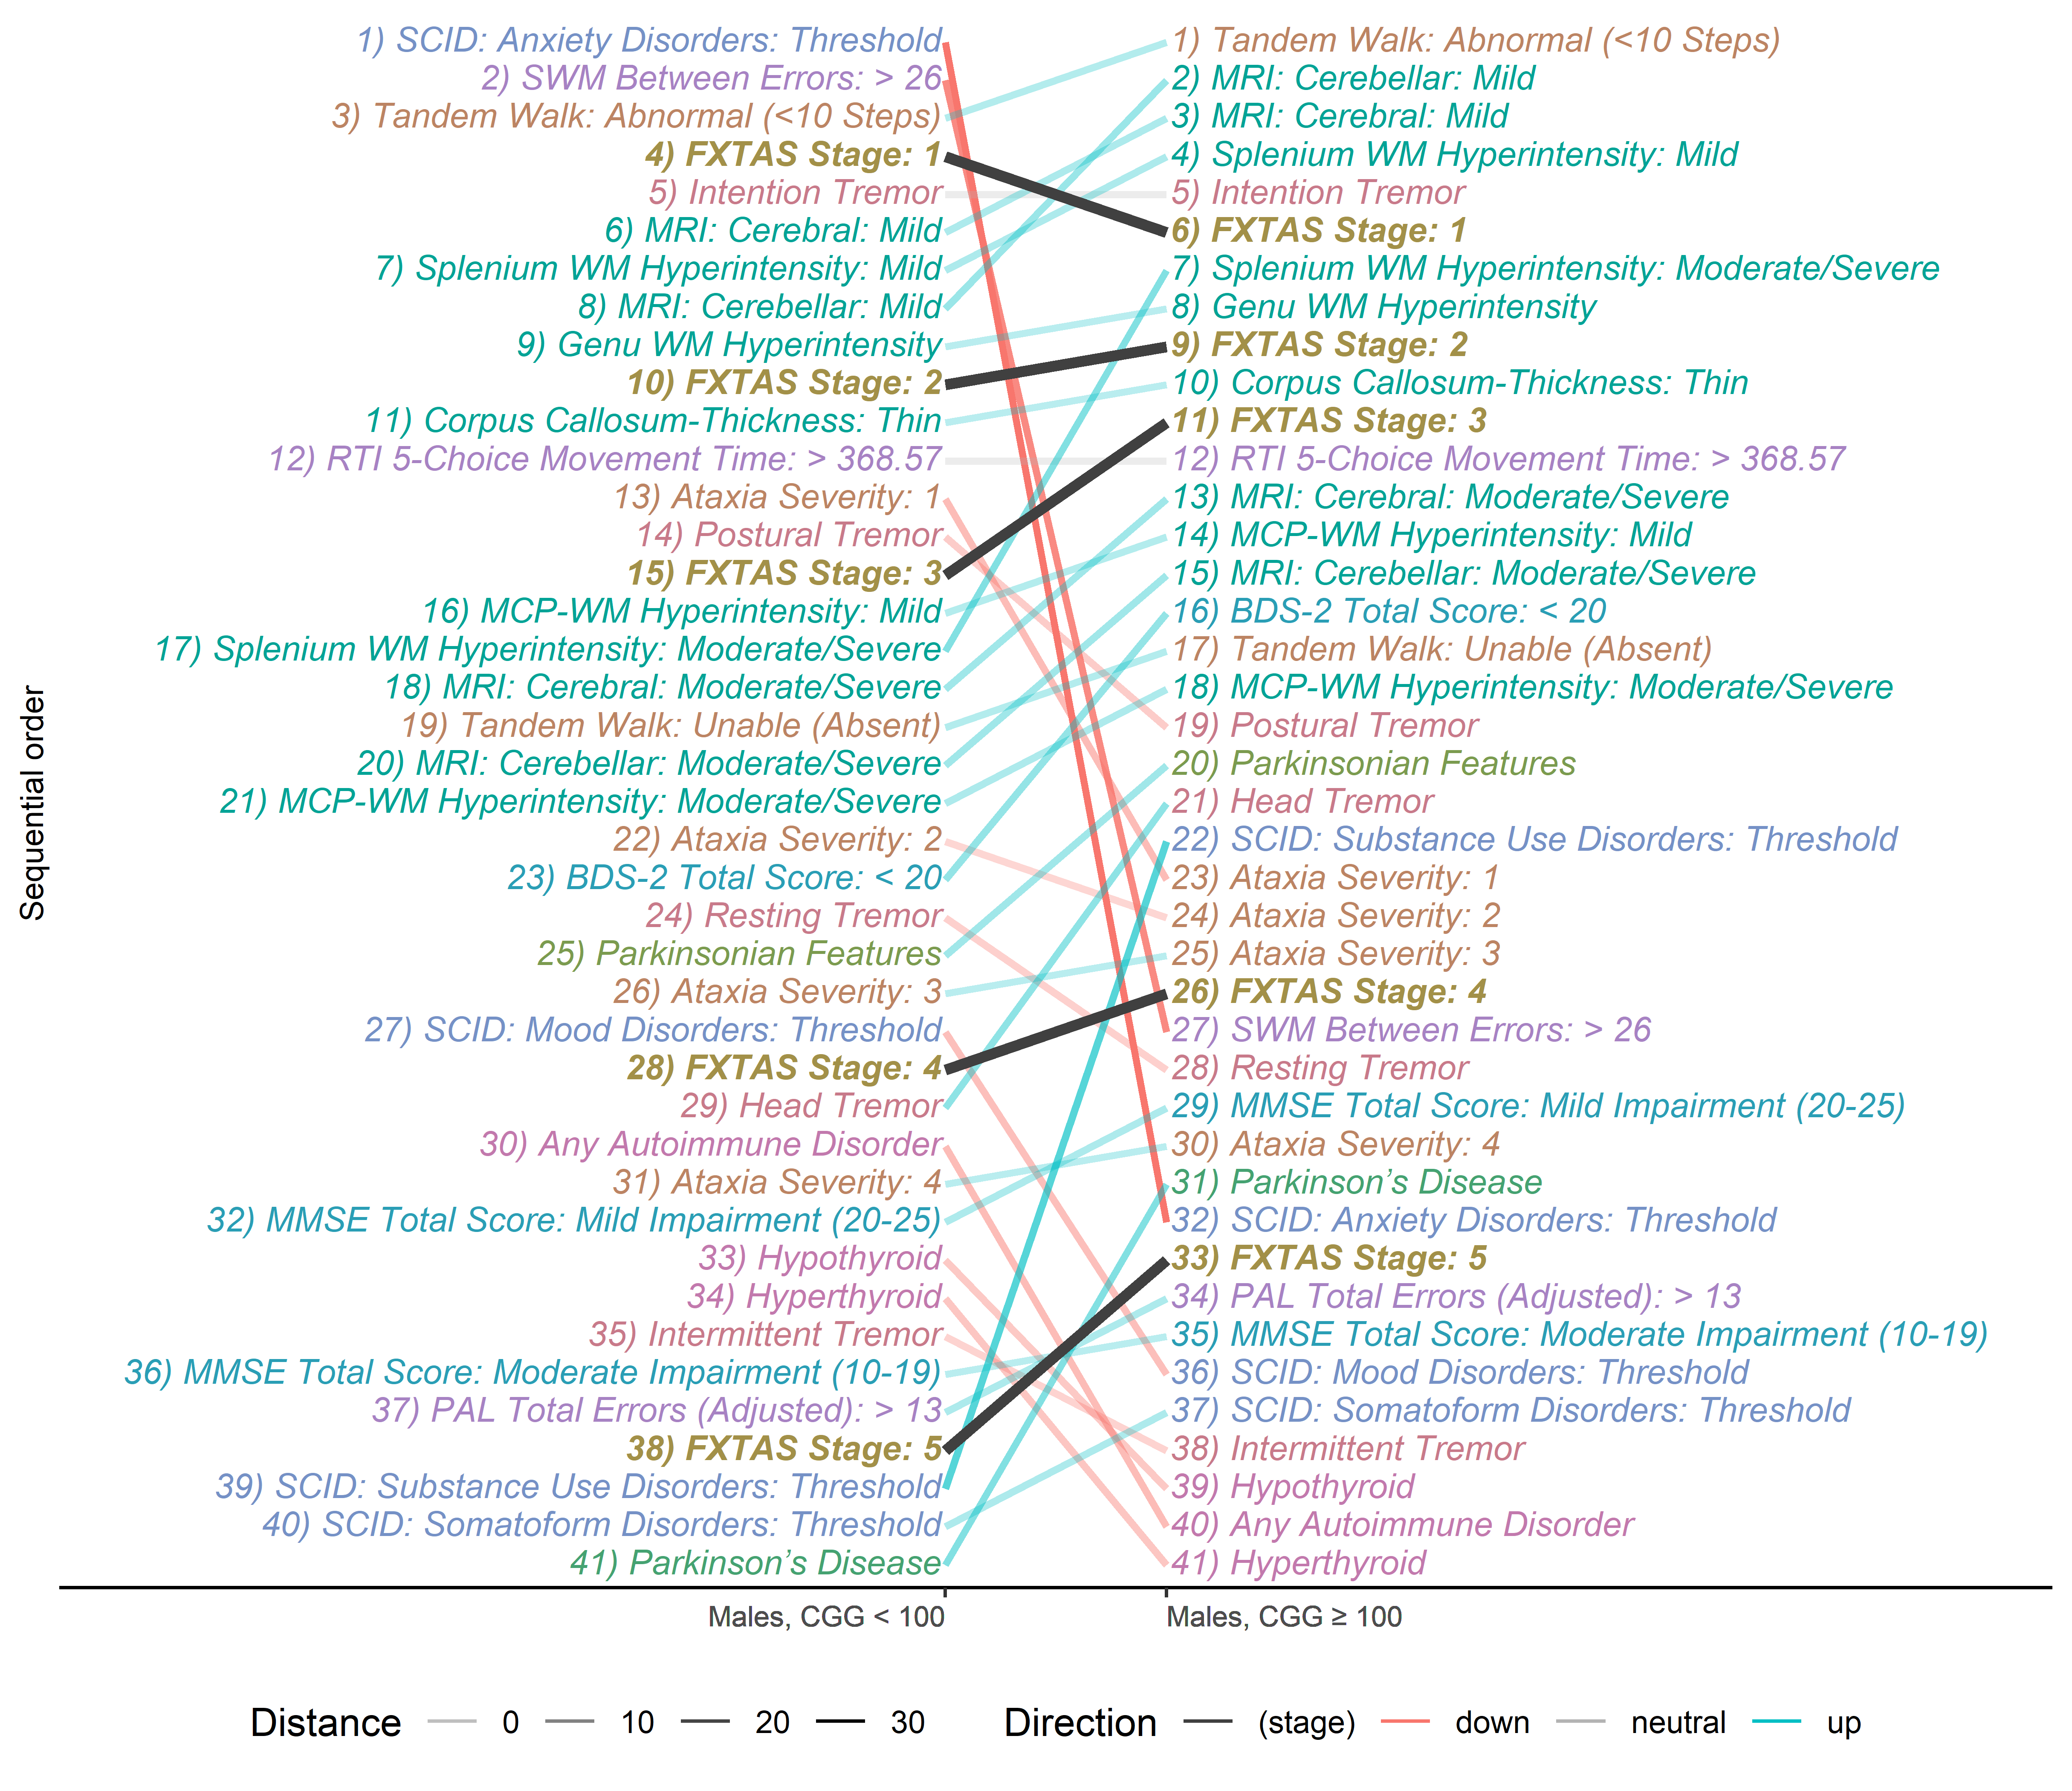 Sequential order
1) SCID: Anxiety Disorders: Threshold
2) SWM Between Errors: > 26
3) Tandem Walk: Abnormal (<10 Steps)
4) FXTAS Stage: 1
5) Intention Tremor
6) MRI: Cerebral: Mild
7) Splenium WM Hyperintensity: Mild
8) MRI: Cerebellar: Mild
9) Genu WM Hyperintensity
10) FXTAS Stage: 2
11) Corpus Callosum-Thickness: Thin
12) RTI 5-Choice Movement Time: > 368.57
13) Ataxia Severity: 1
14) Postural Tremor
15) FXTAS Stage: 3
16) MCP-WM Hyperintensity: Mild
17) Splenium WM Hyperintensity: Moderate/Severe
18) MRI: Cerebral: Moderate/Severe
19) Tandem Walk: Unable (Absent)
20) MRI: Cerebellar: Moderate/Severe
21) MCP-WM Hyperintensity: Moderate/Severe
22) Ataxia Severity: 2
23) BDS-2 Total Score: < 20
24) Resting Tremor
25) Parkinsonian Features
26) Ataxia Severity: 3
27) SCID: Mood Disorders: Threshold
28) FXTAS Stage: 4
29) Head Tremor
30) Any Autoimmune Disorder
31) Ataxia Severity: 4
32) MMSE Total Score: Mild Impairment (20-25)
33) Hypothyroid
34) Hyperthyroid
35) Intermittent Tremor
36) MMSE Total Score: Moderate Impairment (10-19)
37) PAL Total Errors (Adjusted): > 13
38) FXTAS Stage: 5
39) SCID: Substance Use Disorders: Threshold
40) SCID: Somatoform Disorders: Threshold
41) Parkinson’s Disease
1) Tandem Walk: Abnormal (<10 Steps)
2) MRI: Cerebellar: Mild
3) MRI: Cerebral: Mild
4) Splenium WM Hyperintensity: Mild
5) Intention Tremor
6) FXTAS Stage: 1
7) Splenium WM Hyperintensity: Moderate/Severe
8) Genu WM Hyperintensity
9) FXTAS Stage: 2
10) Corpus Callosum-Thickness: Thin
11) FXTAS Stage: 3
12) RTI 5-Choice Movement Time: > 368.57
13) MRI: Cerebral: Moderate/Severe
14) MCP-WM Hyperintensity: Mild
15) MRI: Cerebellar: Moderate/Severe
16) BDS-2 Total Score: < 20
17) Tandem Walk: Unable (Absent)
18) MCP-WM Hyperintensity: Moderate/Severe
19) Postural Tremor
20) Parkinsonian Features
21) Head Tremor
22) SCID: Substance Use Disorders: Threshold
23) Ataxia Severity: 1
24) Ataxia Severity: 2
25) Ataxia Severity: 3
26) FXTAS Stage: 4
27) SWM Between Errors: > 26
28) Resting Tremor
29) MMSE Total Score: Mild Impairment (20-25)
30) Ataxia Severity: 4
31) Parkinson’s Disease
32) SCID: Anxiety Disorders: Threshold
33) FXTAS Stage: 5
34) PAL Total Errors (Adjusted): > 13
35) MMSE Total Score: Moderate Impairment (10-19)
36) SCID: Mood Disorders: Threshold
37) SCID: Somatoform Disorders: Threshold
38) Intermittent Tremor
39) Hypothyroid
40) Any Autoimmune Disorder
41) Hyperthyroid
Males, CGG < 100
Males, CGG ≥ 100
Distance 0 10 20 30
Direction (stage) down neutral up